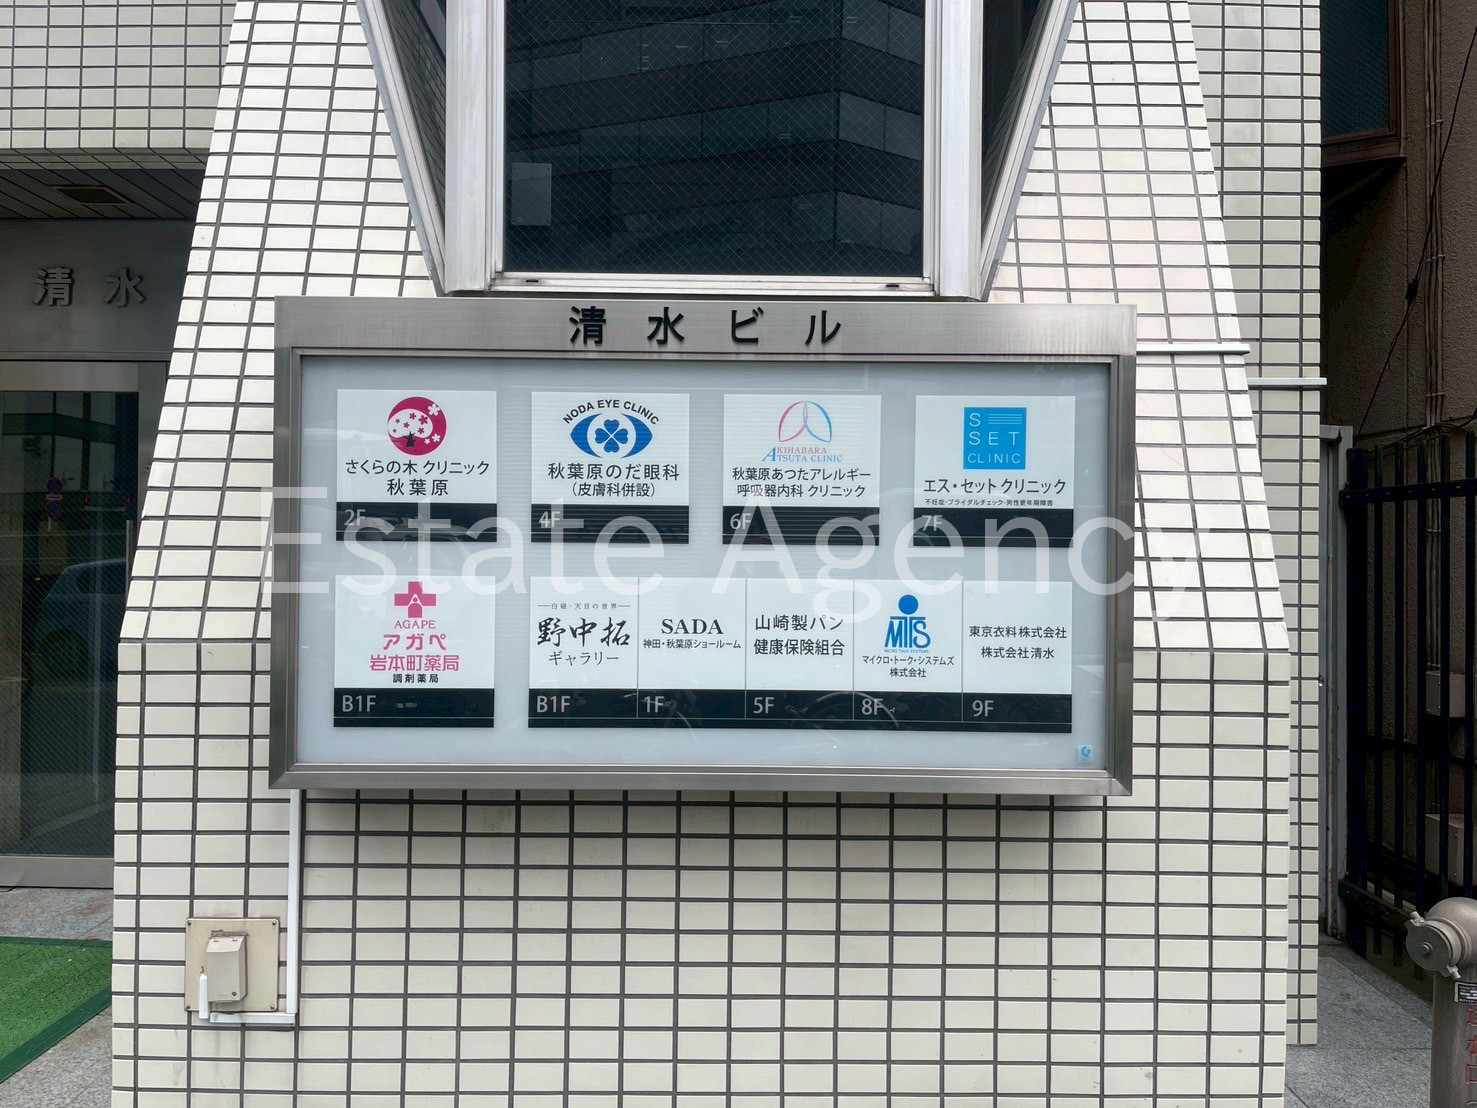 清水
清水ビル
さくらの木 クリニック
秋葉原
2F
NODA EYE CLINIC
秋葉原のだ眼科
(皮膚科併設)
4F
AKIHABARA
ATSUTA CLINIC
秋葉原あつたアレルギー
呼吸器内科 クリニック
6F
S
SET
CLINIC
エス・セット クリニック
不妊症・ブライダルチェック・男性更年期障害
7F
Estate Agency
AGAPE
アガペ
岩本町薬局
調剤薬局
B1F
白磁・天目の世界
野中拓
ギャラリー
B1F
SADA
神田・秋葉原ショールーム
1F
山崎製パン
健康保険組合
5F
MTS
MICRO TALK SYSTEMS
マイクロ・トーク・システムズ
株式会社
8F
東京衣料株式会社
株式会社清水
9F